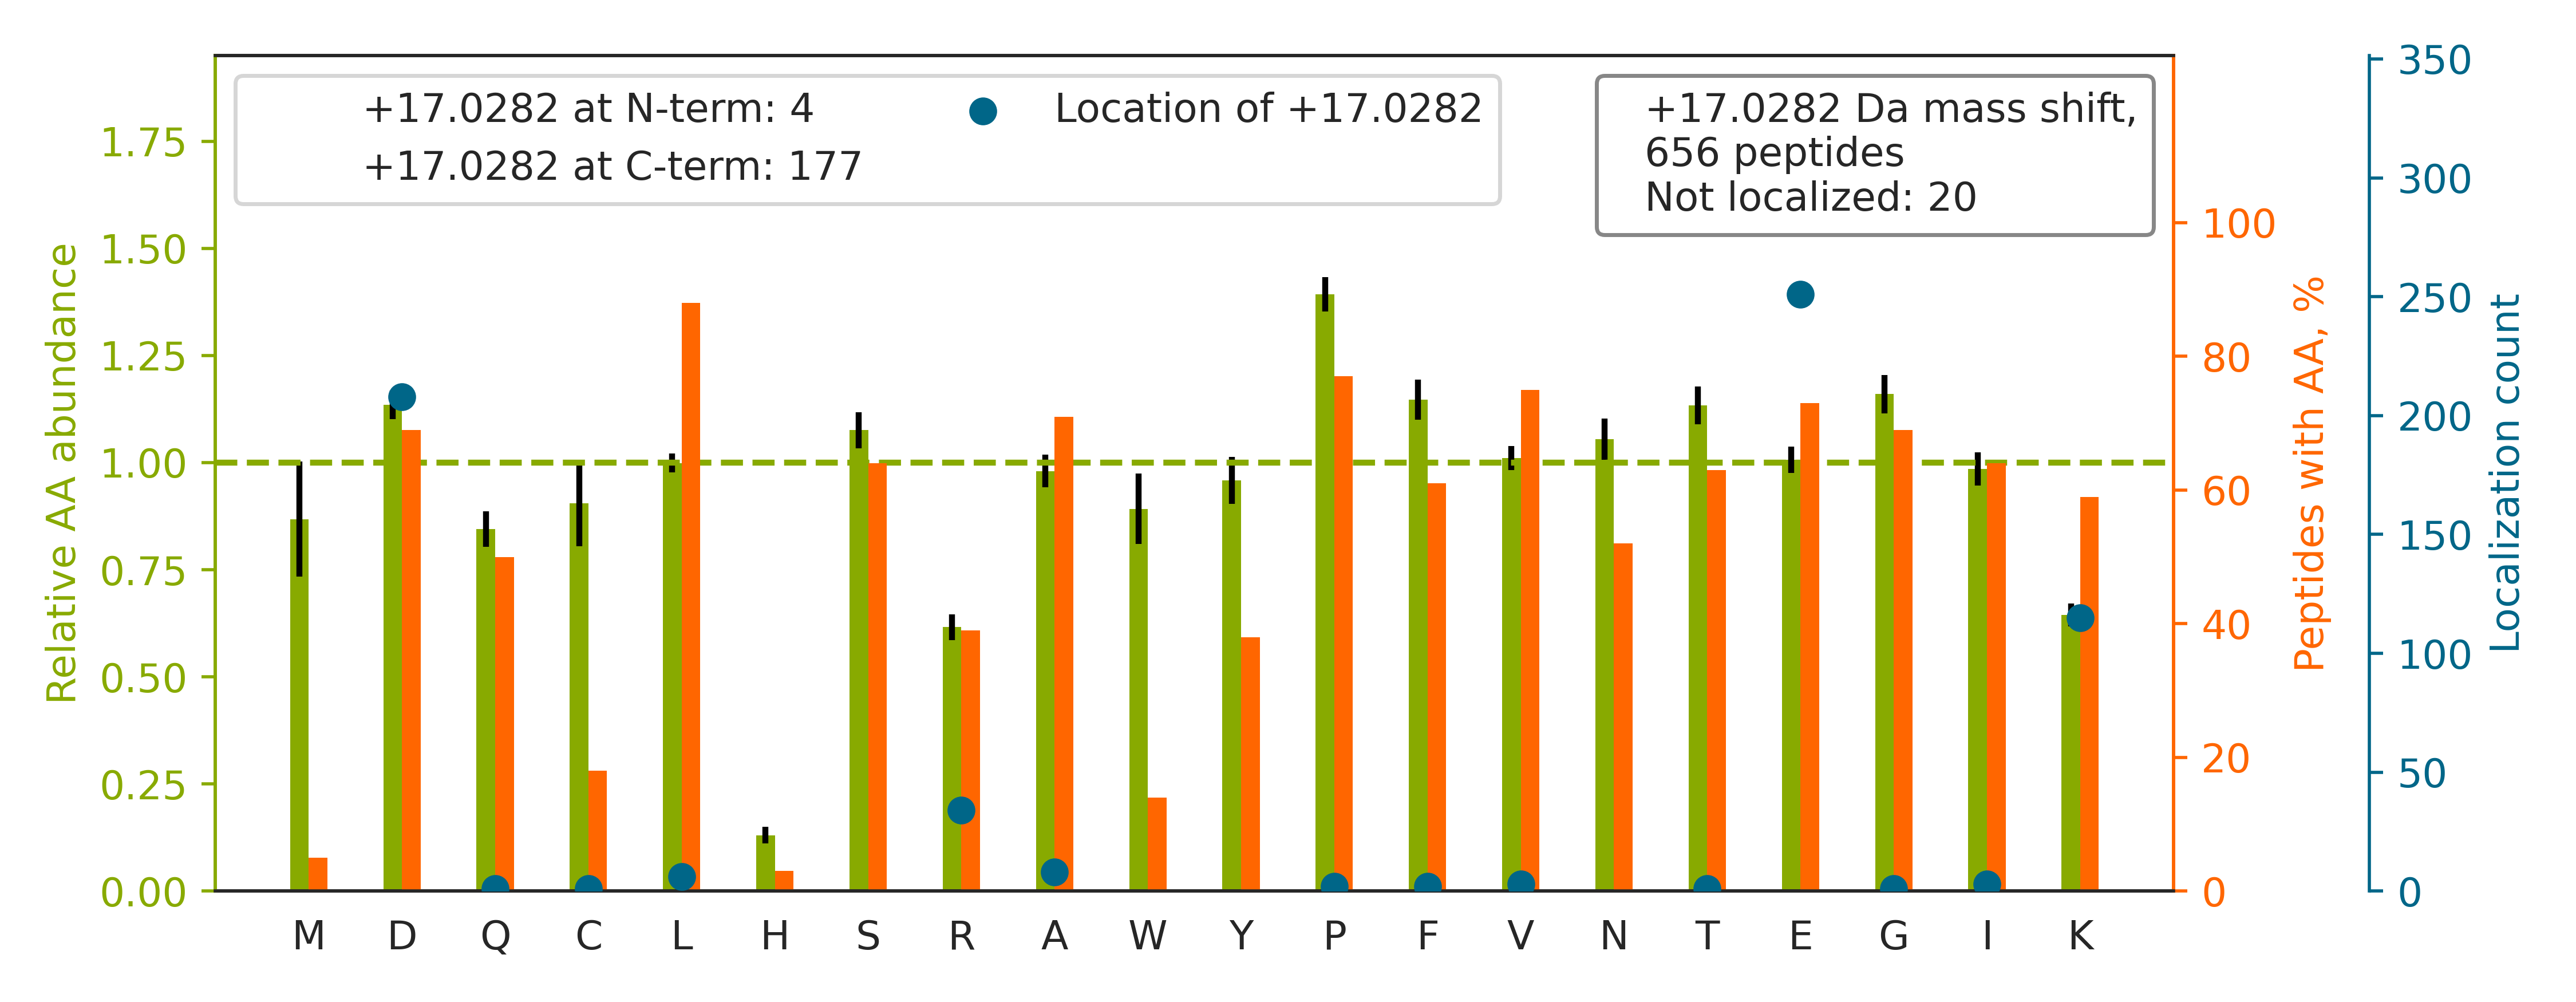 +17.0282 at N-term: 4
+17.0282 at C-term: 177
Location of +17.0282
+17.0282 Da mass shift,
656 peptides
Not localized: 20
Relative AA abundance
1.75
1.50
1.25
1.00
0.75
0.50
0.25
0.00
M D Q C L H S R A W Y P F V N T E G I K
100
80
60
40
20
0
Peptides with AA, %
350
300
250
200
150
100
50
0
Localization count